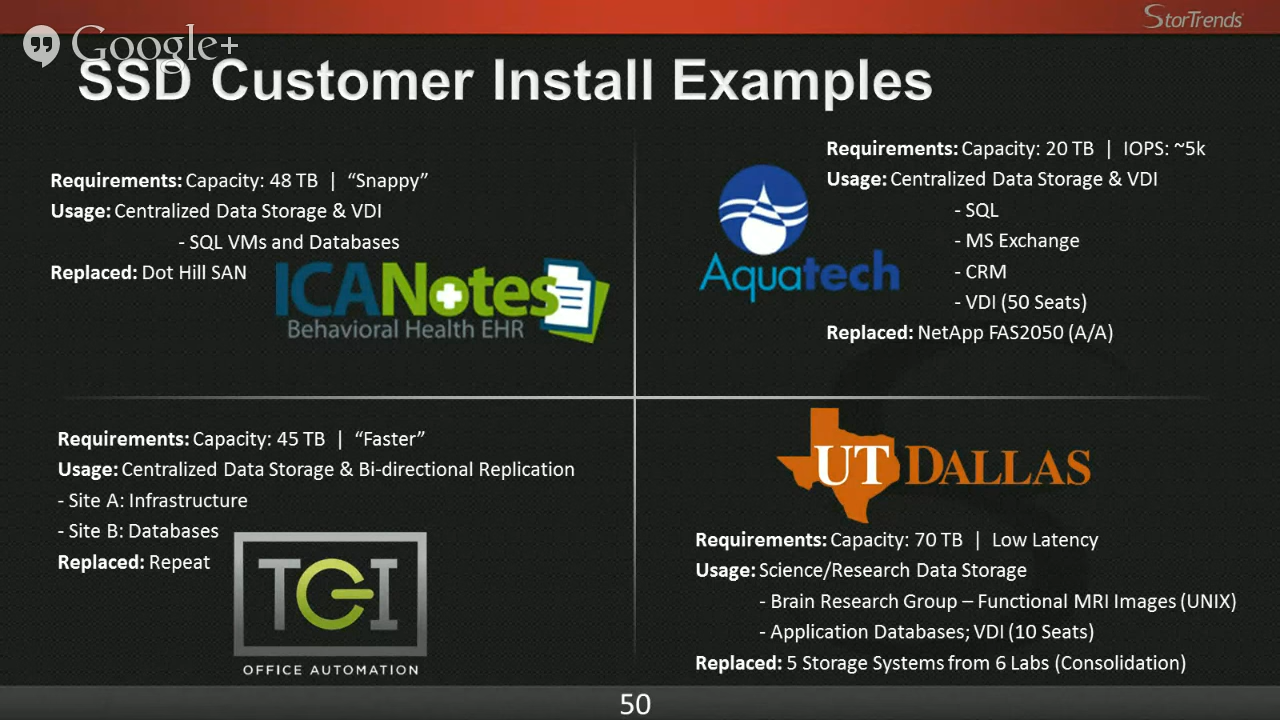 StorTrends
Google+
SSD Customer Install Examples
Requirements: Capacity: 48 TB | “Snappy”
Usage: Centralized Data Storage & VDI
- SQL VMs and Databases
Replaced: Dot Hill SAN
ICANotes
Behavioral Health EHR
Requirements: Capacity: 20 TB | IOPS: ~5k
Usage: Centralized Data Storage & VDI
- SQL
- MS Exchange
- CRM
- VDI (50 Seats)
Replaced: NetApp FAS2050 (A/A)
Aquatech
Requirements: Capacity: 45 TB | “Faster”
Usage: Centralized Data Storage & Bi-directional Replication
- Site A: Infrastructure
- Site B: Databases
Replaced: Repeat
TGI
OFFICE AUTOMATION
UT DALLAS
Requirements: Capacity: 70 TB | Low Latency
Usage: Science/Research Data Storage
- Brain Research Group – Functional MRI Images (UNIX)
- Application Databases; VDI (10 Seats)
Replaced: 5 Storage Systems from 6 Labs (Consolidation)
50